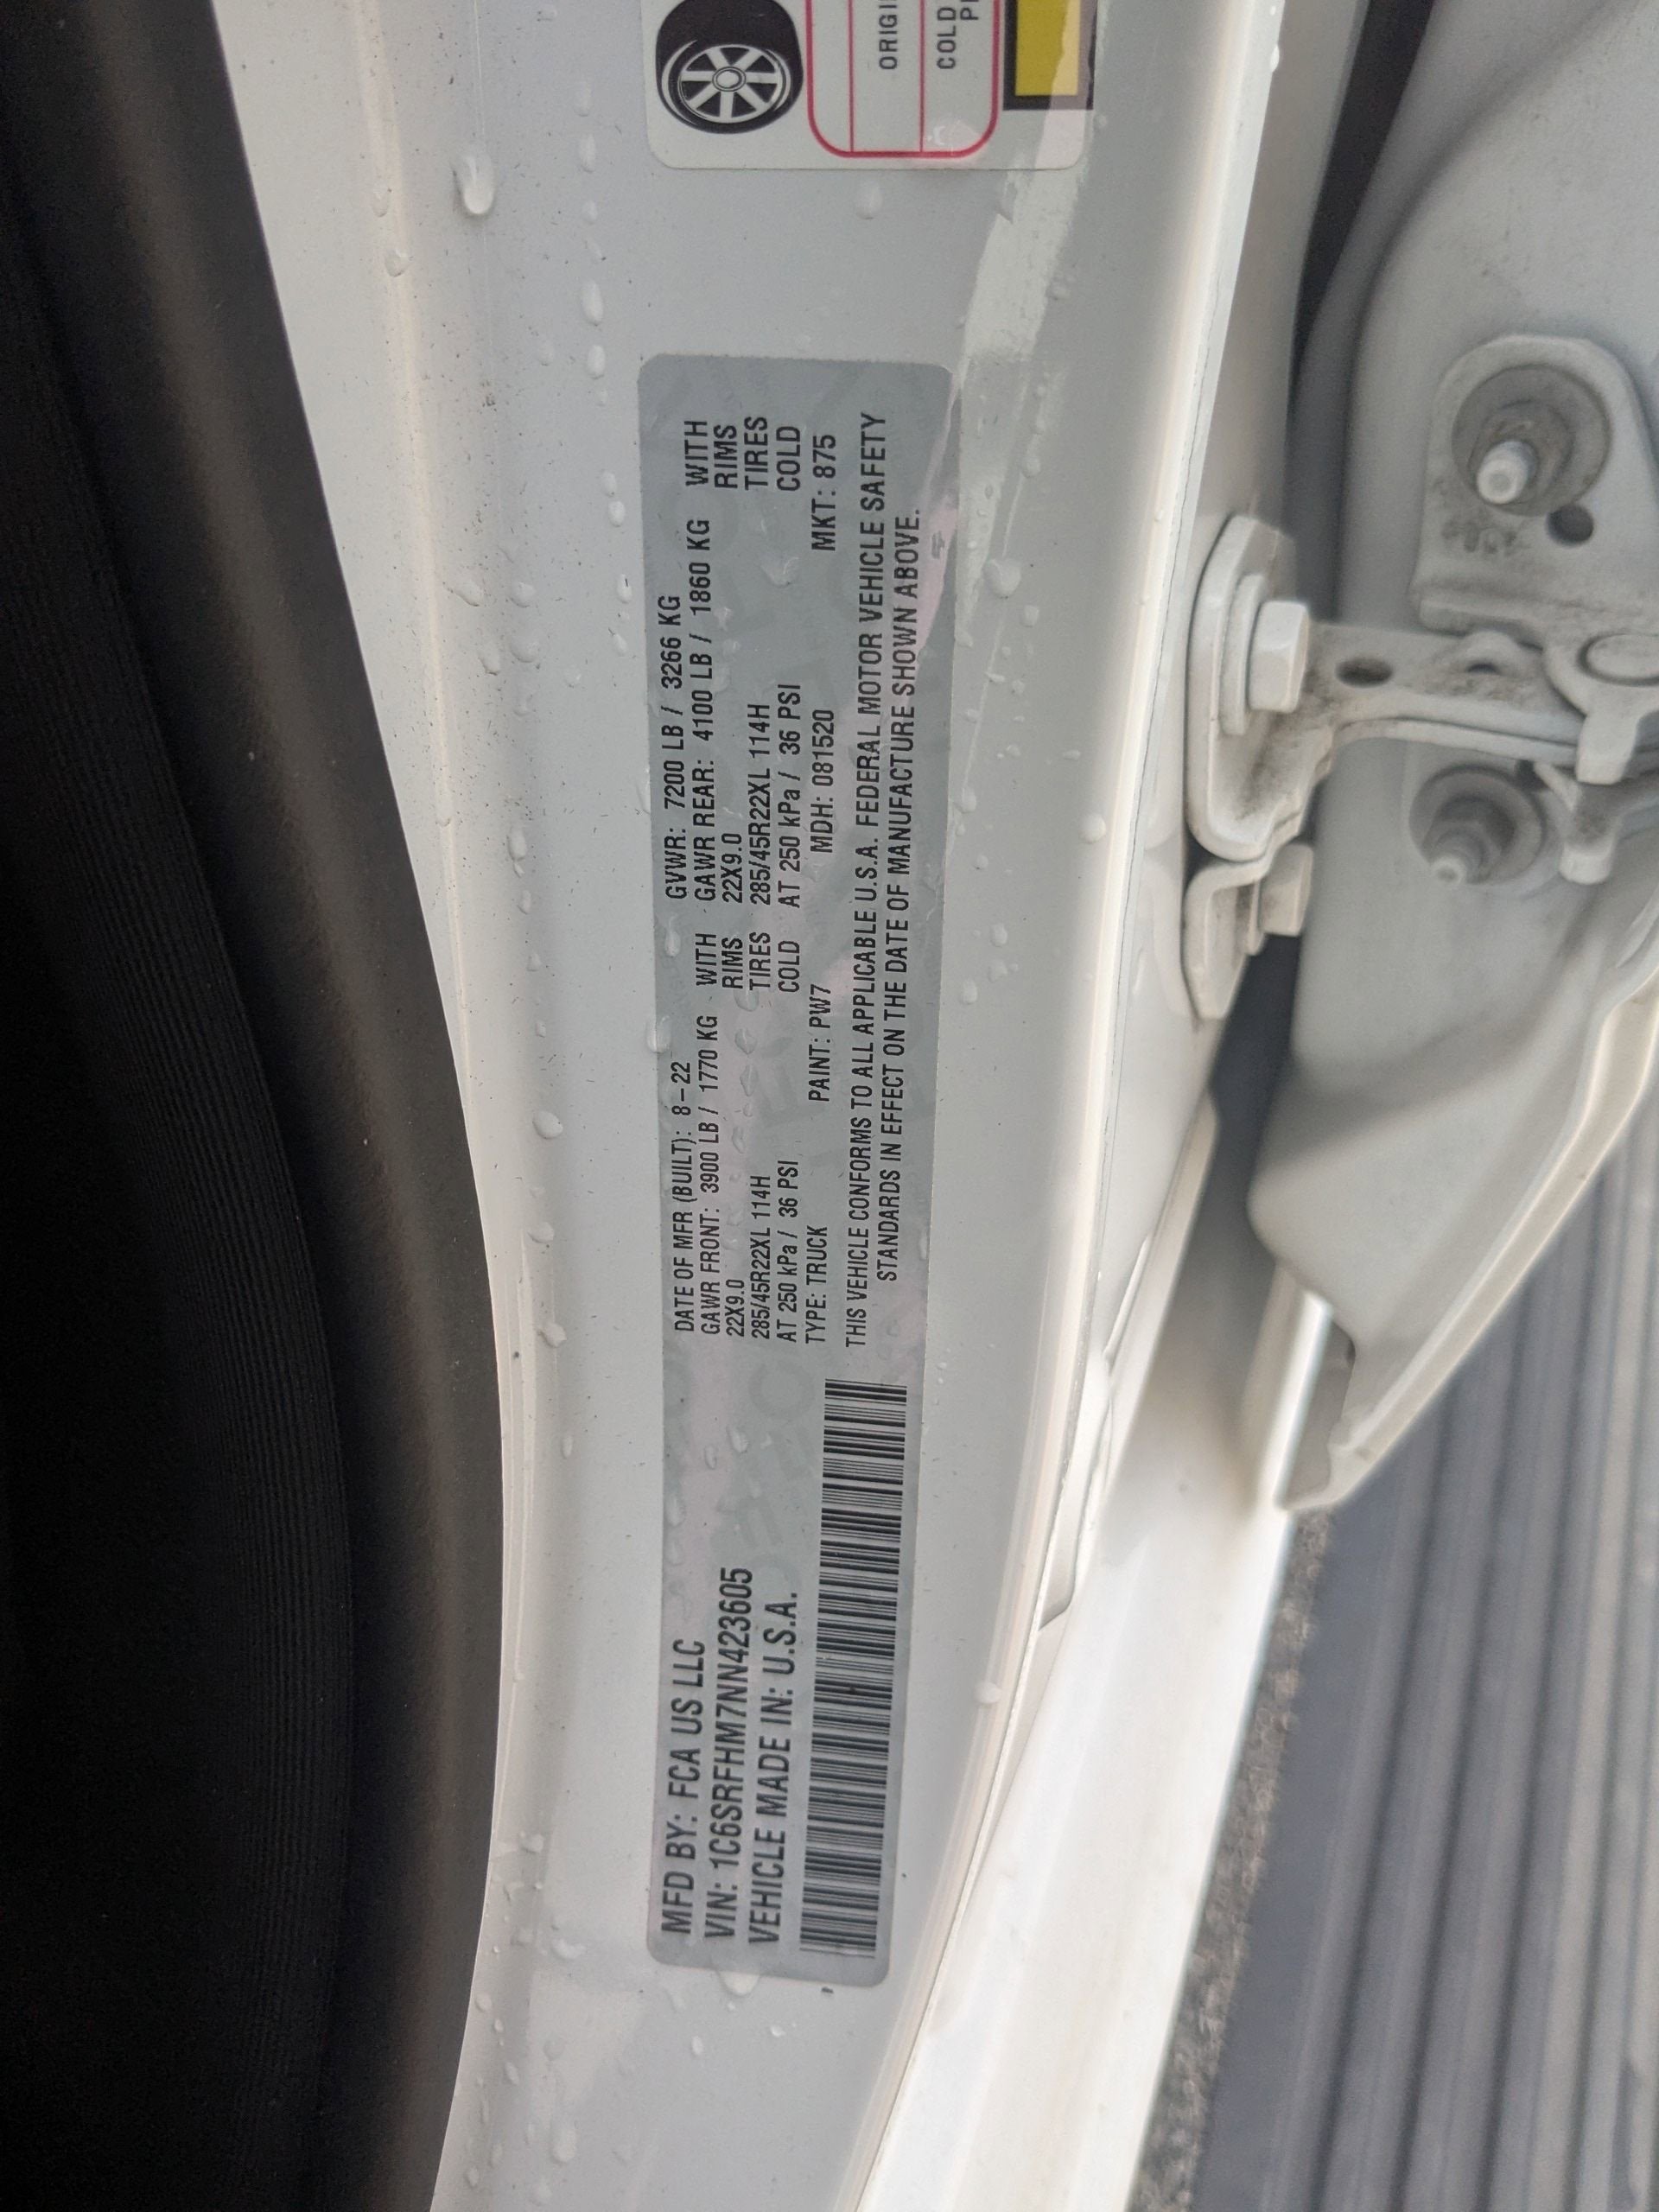 MFD BY: FCA US LLC
VIN: 1C6SRFHM7NN423605
VEHICLE MADE IN: U.S.A.
DATE OF MFR (BUILT): 8-22 GVWR: 7200 LB / 3266 KG
GAWR FRONT: 3900 LB / 1770 KG WITH GAWR REAR: 4100 LB / 1860 KG WITH
22X9.0 RIMS 22X9.0 RIMS
285/45R22XL 114H TIRES 285/45R22XL 114H TIRES
AT 250 kPa / 36 PSI COLD AT 250 kPa / 36 PSI COLD
TYPE: TRUCK PAINT: PW7 MDH: 081520 MKT: 875
THIS VEHICLE CONFORMS TO ALL APPLICABLE U.S.A. FEDERAL MOTOR VEHICLE SAFETY
STANDARDS IN EFFECT ON THE DATE OF MANUFACTURE SHOWN ABOVE.
ORIGI
COLD